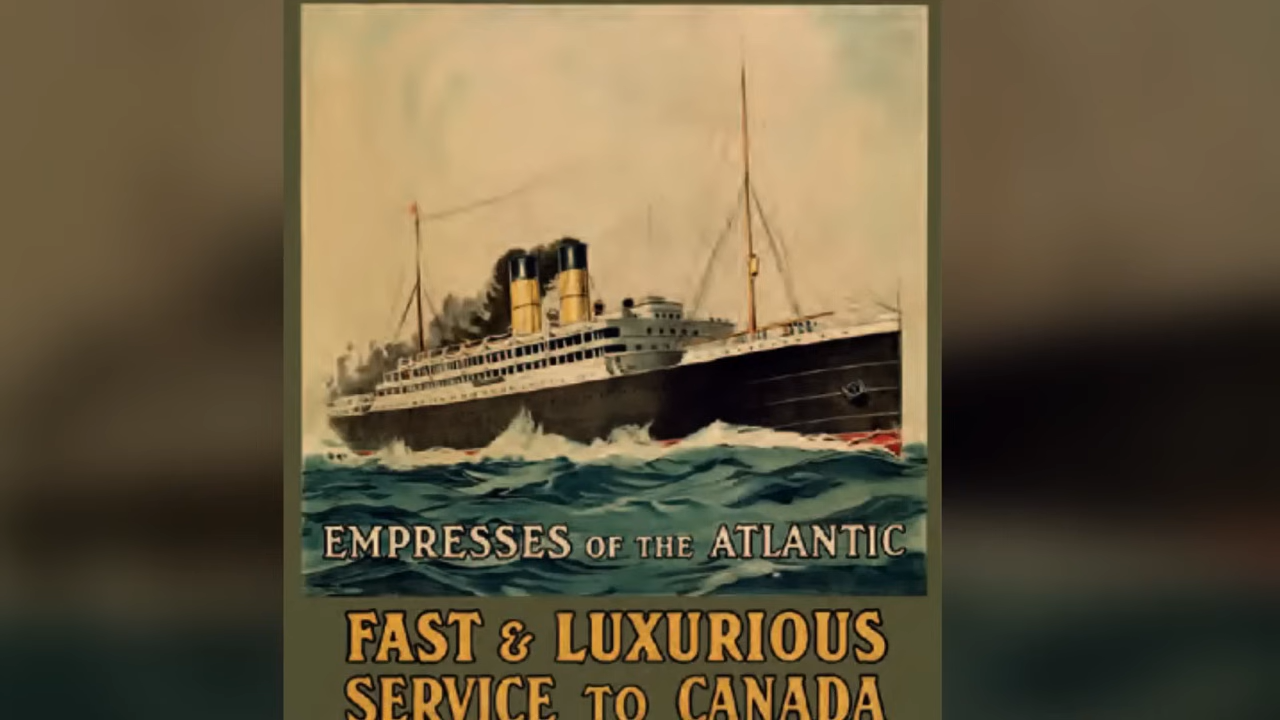 EMPRESSES OF THE ATLANTIC
FAST & LUXURIOUS
SERVICE TO CANADA